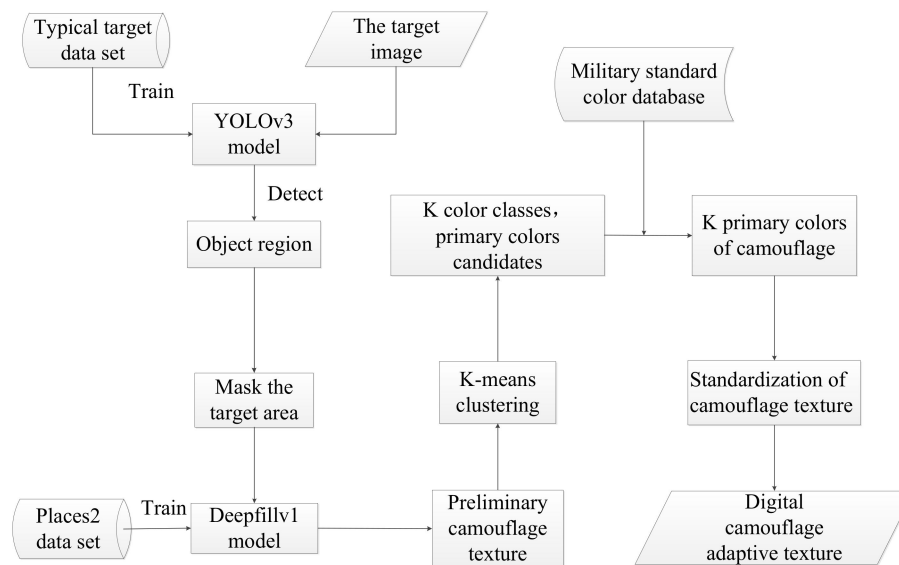 Typical target
data set
The target
image
Train
YOLOv3
model
Detect
Object region
Mask the
target area
Places2
data set
Train
Deepfillv1
model
Preliminary
camouflage
texture
K-means
clustering
K color classes,
primary colors
candidates
Military standard
color database
K primary colors
of camouflage
Standardization of
camouflage texture
Digital
camouflage
adaptive texture